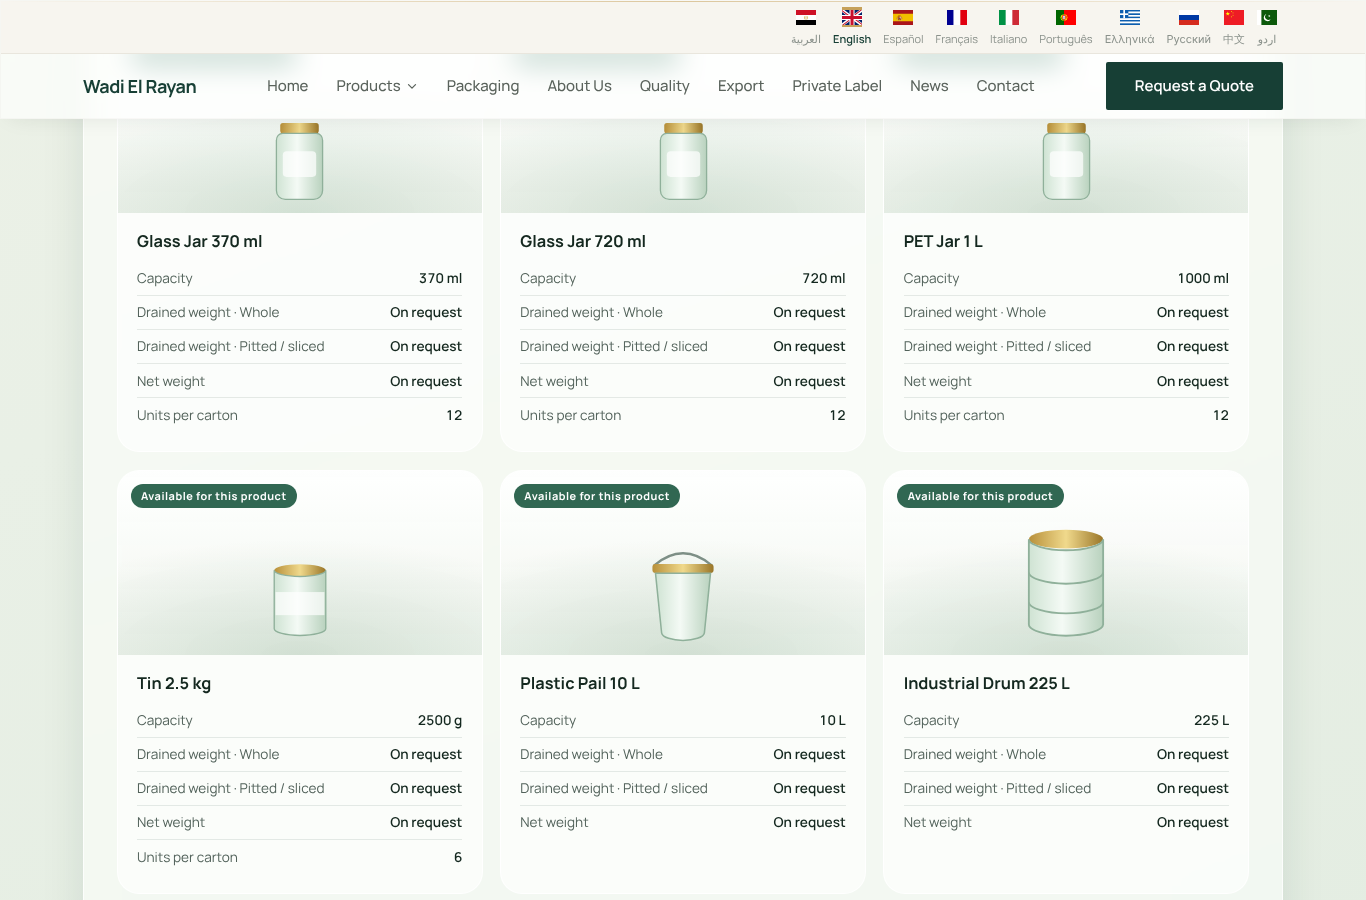 العربية English Español Français Italiano Português Ελληνικά Русский 中文 اردو
Wadi El Rayan Home Products Packaging About Us Quality Export Private Label News Contact Request a Quote
Glass Jar 370 ml
Capacity 370 ml
Drained weight · Whole On request
Drained weight · Pitted / sliced On request
Net weight On request
Units per carton 12
Glass Jar 720 ml
Capacity 720 ml
Drained weight · Whole On request
Drained weight · Pitted / sliced On request
Net weight On request
Units per carton 12
PET Jar 1 L
Capacity 1000 ml
Drained weight · Whole On request
Drained weight · Pitted / sliced On request
Net weight On request
Units per carton 12
Available for this product
Tin 2.5 kg
Capacity 2500 g
Drained weight · Whole On request
Drained weight · Pitted / sliced On request
Net weight On request
Units per carton 6
Available for this product
Plastic Pail 10 L
Capacity 10 L
Drained weight · Whole On request
Drained weight · Pitted / sliced On request
Net weight On request
Available for this product
Industrial Drum 225 L
Capacity 225 L
Drained weight · Whole On request
Drained weight · Pitted / sliced On request
Net weight On request